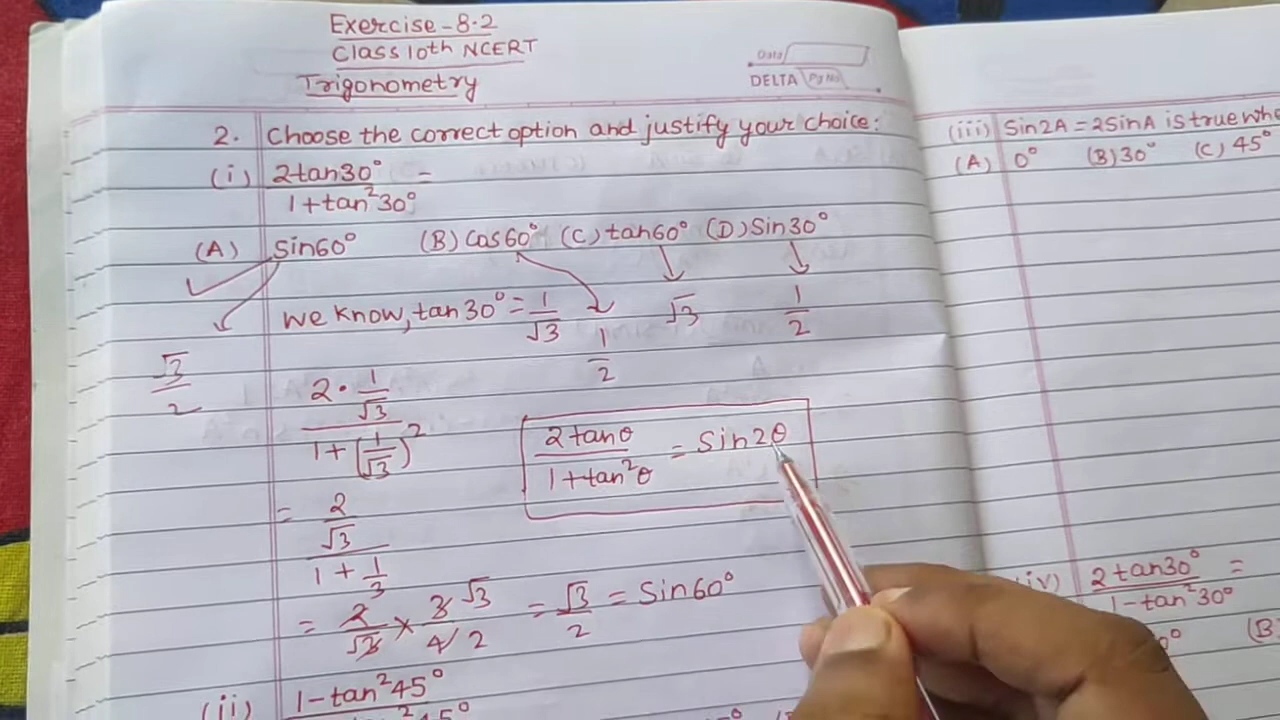 Exercise-8.2
Class 10th NCERT
Trigonometry
Date
DELTA Pg No
2. Choose the correct option and justify your choice:
(i) 2tan30° =
1+tan²30°
(A) Sin60° (B) Cos60° (C) tan60° (D) Sin30°
we know, tan30° = 1/√3
1/2
√3
1/2
√3/2
2·1/√3
1+(1/√3)²
2tanθ
1+tan²θ
= Sin2θ
= 2/√3
1+1/3
= 2/√3 × 3/4 √3 2 = √3/2 = Sin60°
(ii) 1-tan²45°
(iii) Sin2A = 2SinA is true
(A) 0° (B) 30° (C) 45°
2tan30° =
1-tan²30°
(B